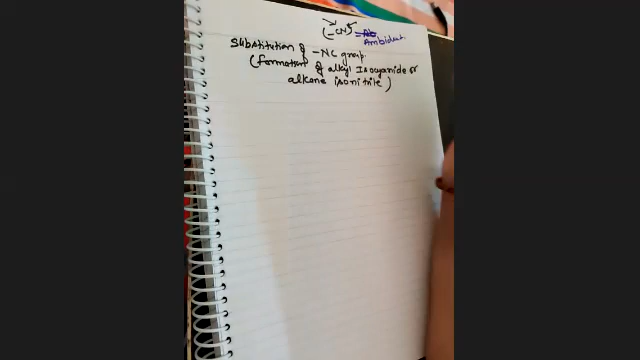 (-CN) = Ambident
Substitution of -NC group.
(formation of alkyl Isocyanide or
alkane isonitrile)